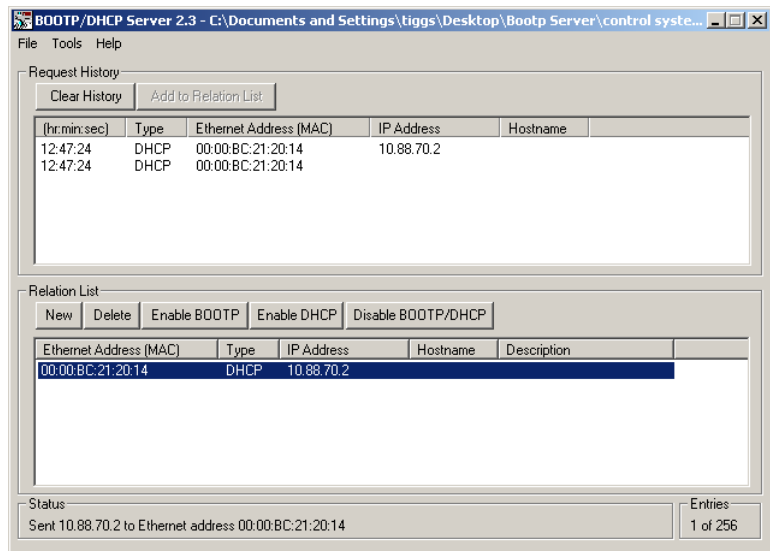 BOOTP/DHCP Server 2.3 - C:\Documents and Settings\tiggs\Desktop\Bootp Server\control syste...
File Tools Help
Request History
Clear History Add to Relation List
(hr:min:sec) Type Ethernet Address (MAC) IP Address Hostname
12:47:24 DHCP 00:00:BC:21:20:14 10.88.70.2
12:47:24 DHCP 00:00:BC:21:20:14
Relation List
New Delete Enable BOOTP Enable DHCP Disable BOOTP/DHCP
Ethernet Address (MAC) Type IP Address Hostname Description
00:00:BC:21:20:14 DHCP 10.88.70.2
Status Entries
Sent 10.88.70.2 to Ethernet address 00:00:BC:21:20:14 1 of 256